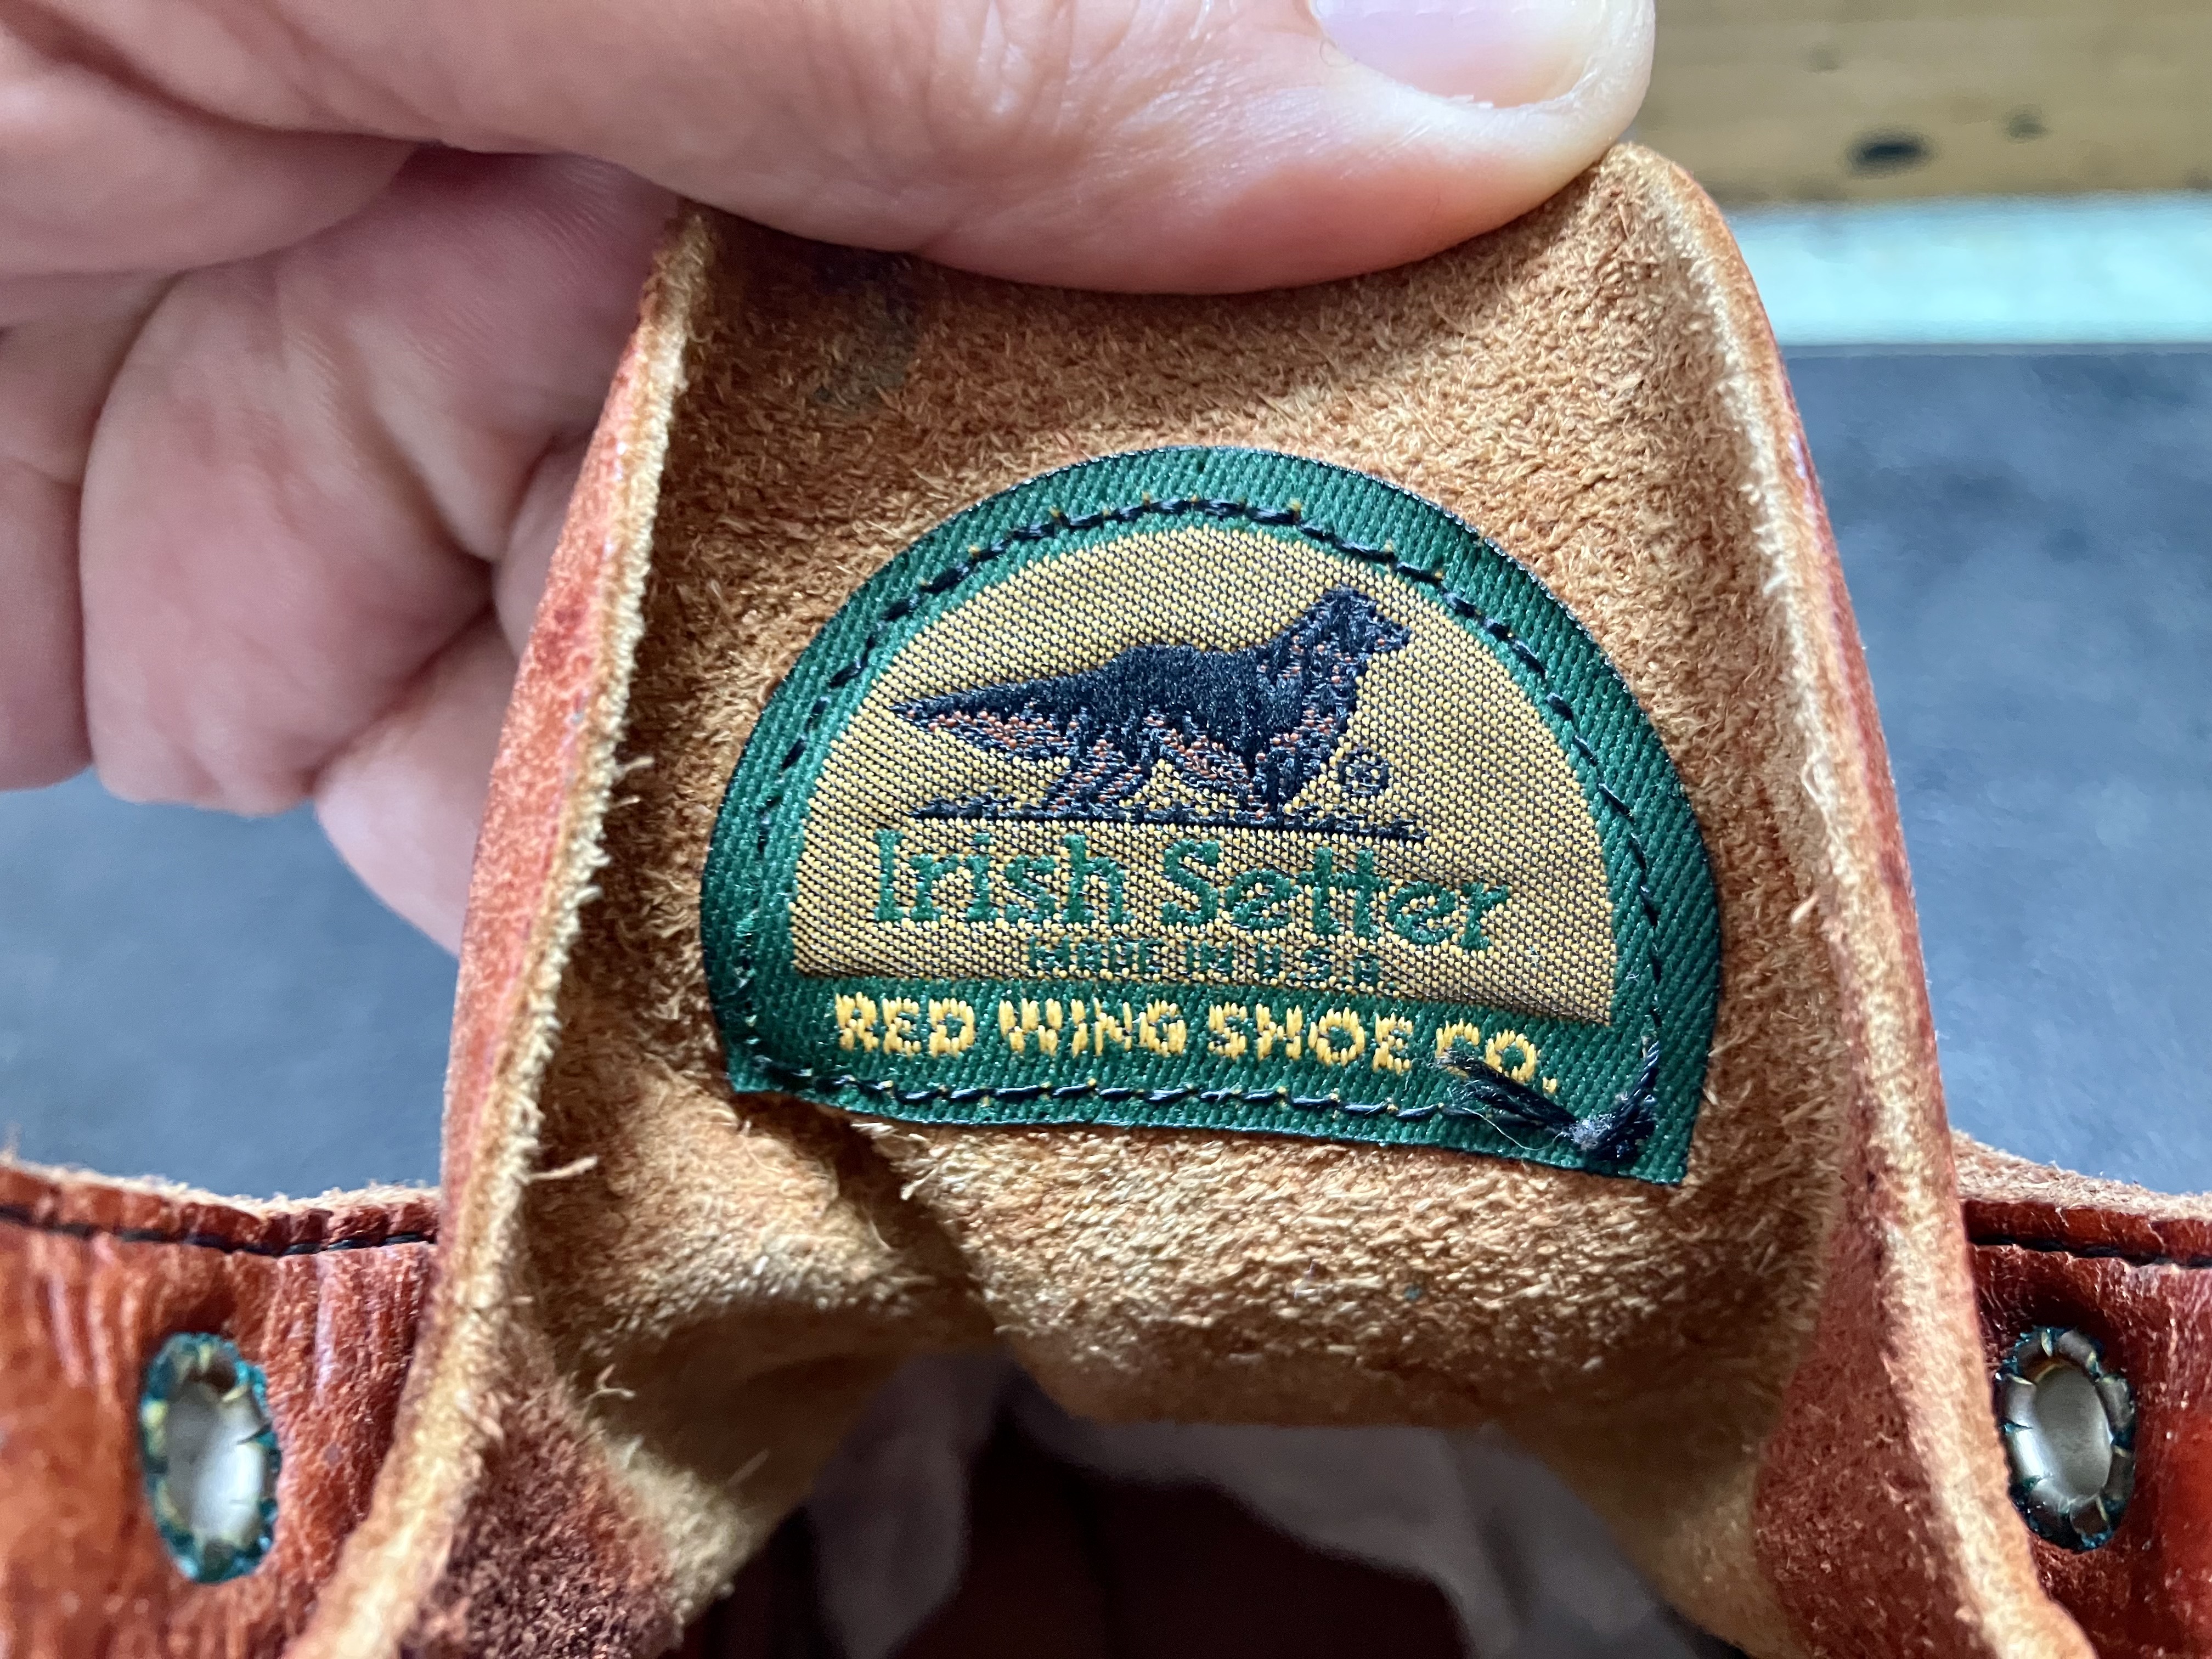 ®
Irish Setter
MADE IN U.S.A.
RED WING SHOE CO.